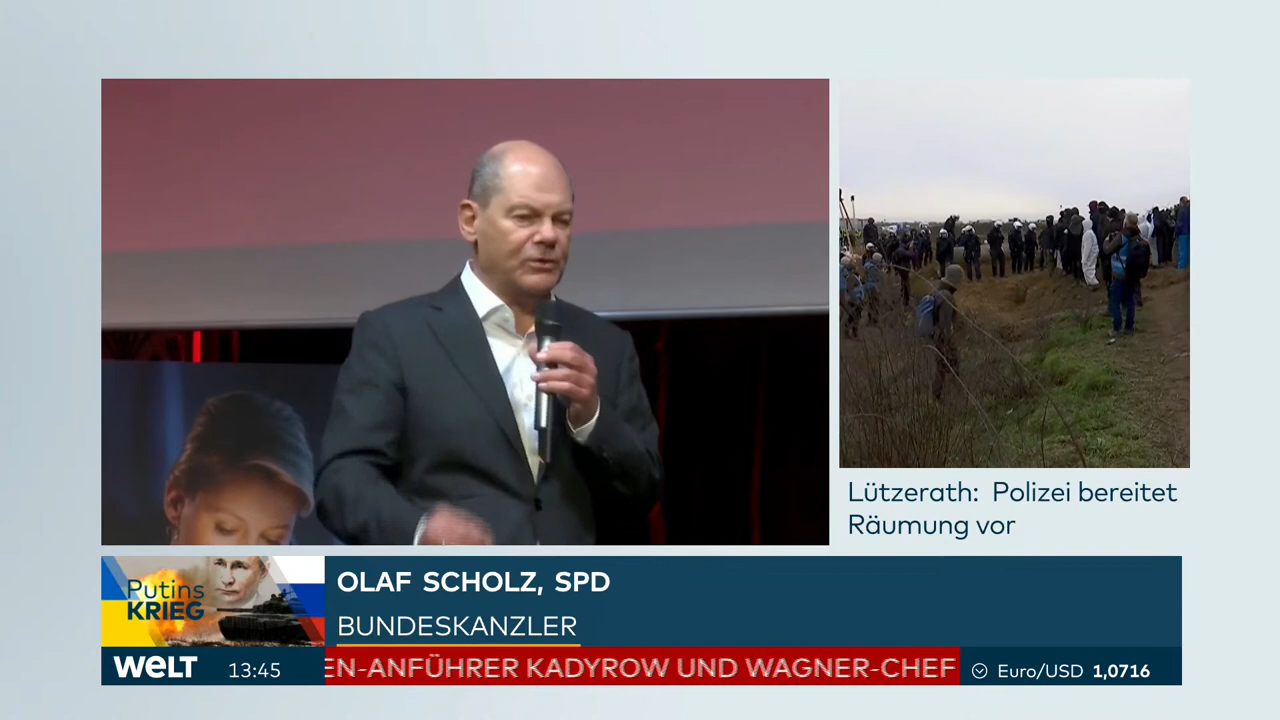 Lützerath: Polizei bereitet
Räumung vor
Putins
KRIEG
OLAF SCHOLZ, SPD
BUNDESKANZLER
welt
13:45
EN-ANFÜHRER KADYROW UND WAGNER-CHEF
Euro/USD 1,0716